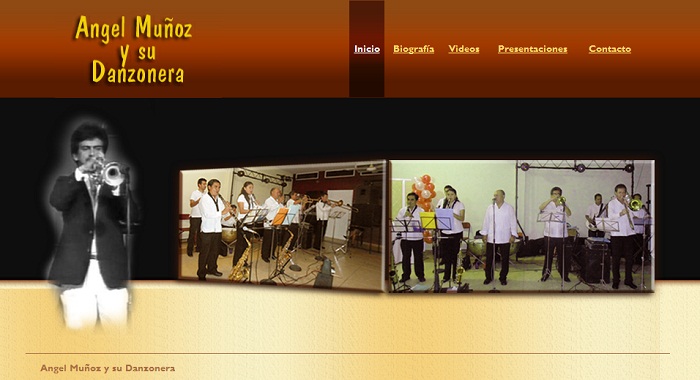 Angel Muñoz
y su
Danzonera
Inicio Biografía Videos Presentaciones Contacto
Angel Muñoz y su Danzonera